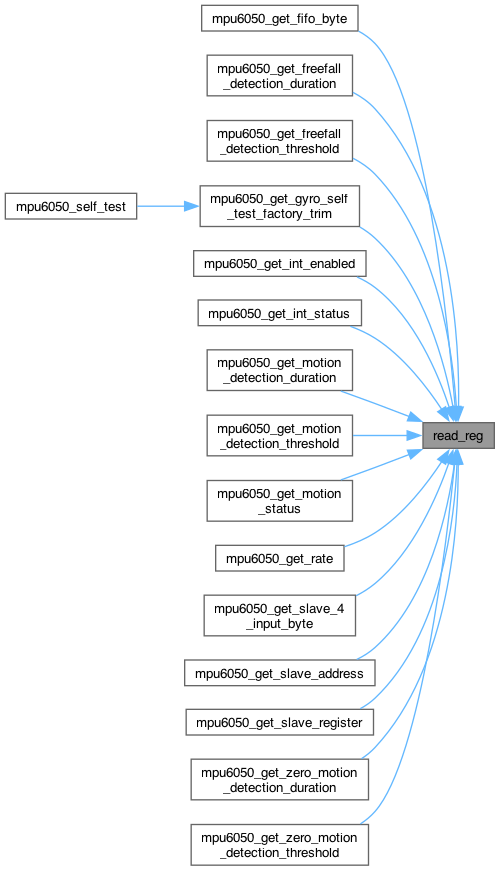 mpu6050_get_fifo_byte
mpu6050_get_freefall
_detection_duration
mpu6050_get_freefall
_detection_threshold
mpu6050_self_test
mpu6050_get_gyro_self
_test_factory_trim
mpu6050_get_int_enabled
mpu6050_get_int_status
mpu6050_get_motion
_detection_duration
mpu6050_get_motion
_detection_threshold
read_reg
mpu6050_get_motion
_status
mpu6050_get_rate
mpu6050_get_slave_4
_input_byte
mpu6050_get_slave_address
mpu6050_get_slave_register
mpu6050_get_zero_motion
_detection_duration
mpu6050_get_zero_motion
_detection_threshold